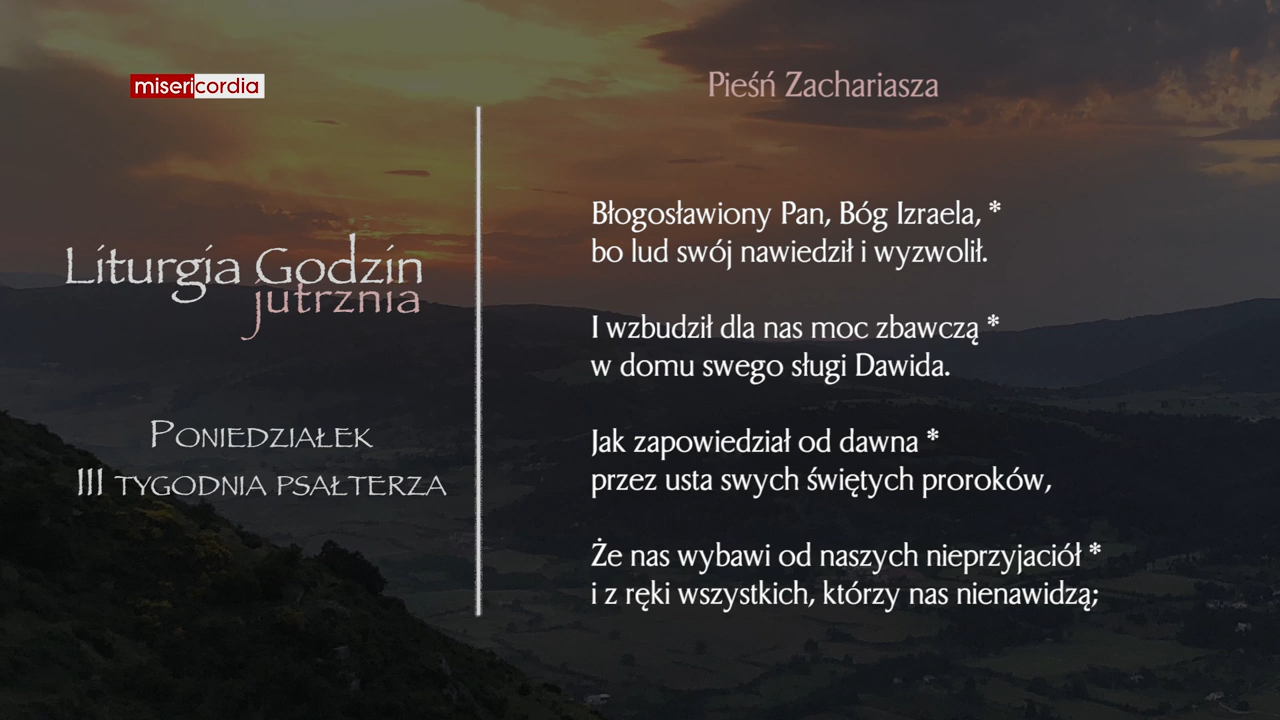 misericordia
Liturgia Godzin
jutrznia
Poniedziałek
III tygodnia psałterza
Pieśń Zachariasza
Błogosławiony Pan, Bóg Izraela, *
bo lud swój nawiedził i wyzwolił.
I wzbudził dla nas moc zbawczą *
w domu swego sługi Dawida.
Jak zapowiedział od dawna *
przez usta swych świętych proroków,
Że nas wybawi od naszych nieprzyjaciół *
i z ręki wszystkich, którzy nas nienawidzą;